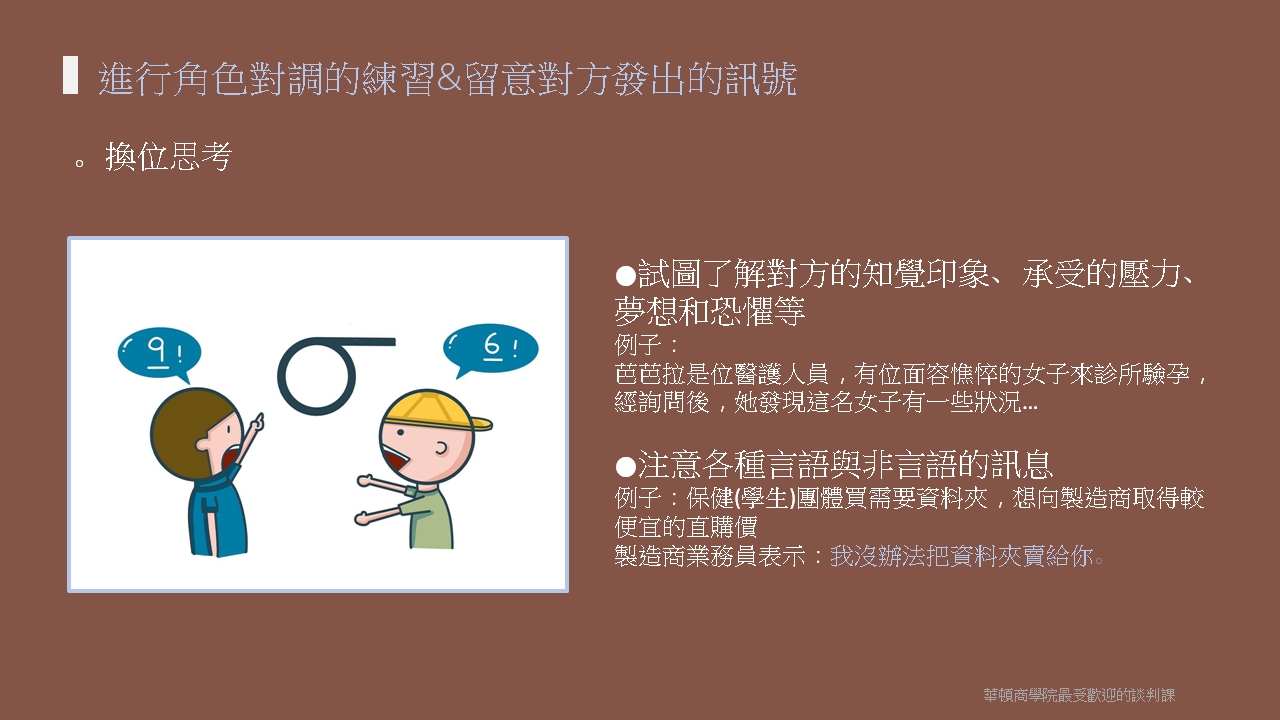 進行角色對調的練習&留意對方發出的訊號
。換位思考
9!
6!
●試圖了解對方的知覺印象、承受的壓力、
夢想和恐懼等
例子：
芭芭拉是位醫護人員，有位面容憔悴的女子來診所驗孕，
經詢問後，她發現這名女子有一些狀況…
●注意各種言語與非言語的訊息
例子：保健(學生)團體買需要資料夾，想向製造商取得較
便宜的直購價
製造商業務員表示：我沒辦法把資料夾賣給你。
華頓商學院最受歡迎的談判課